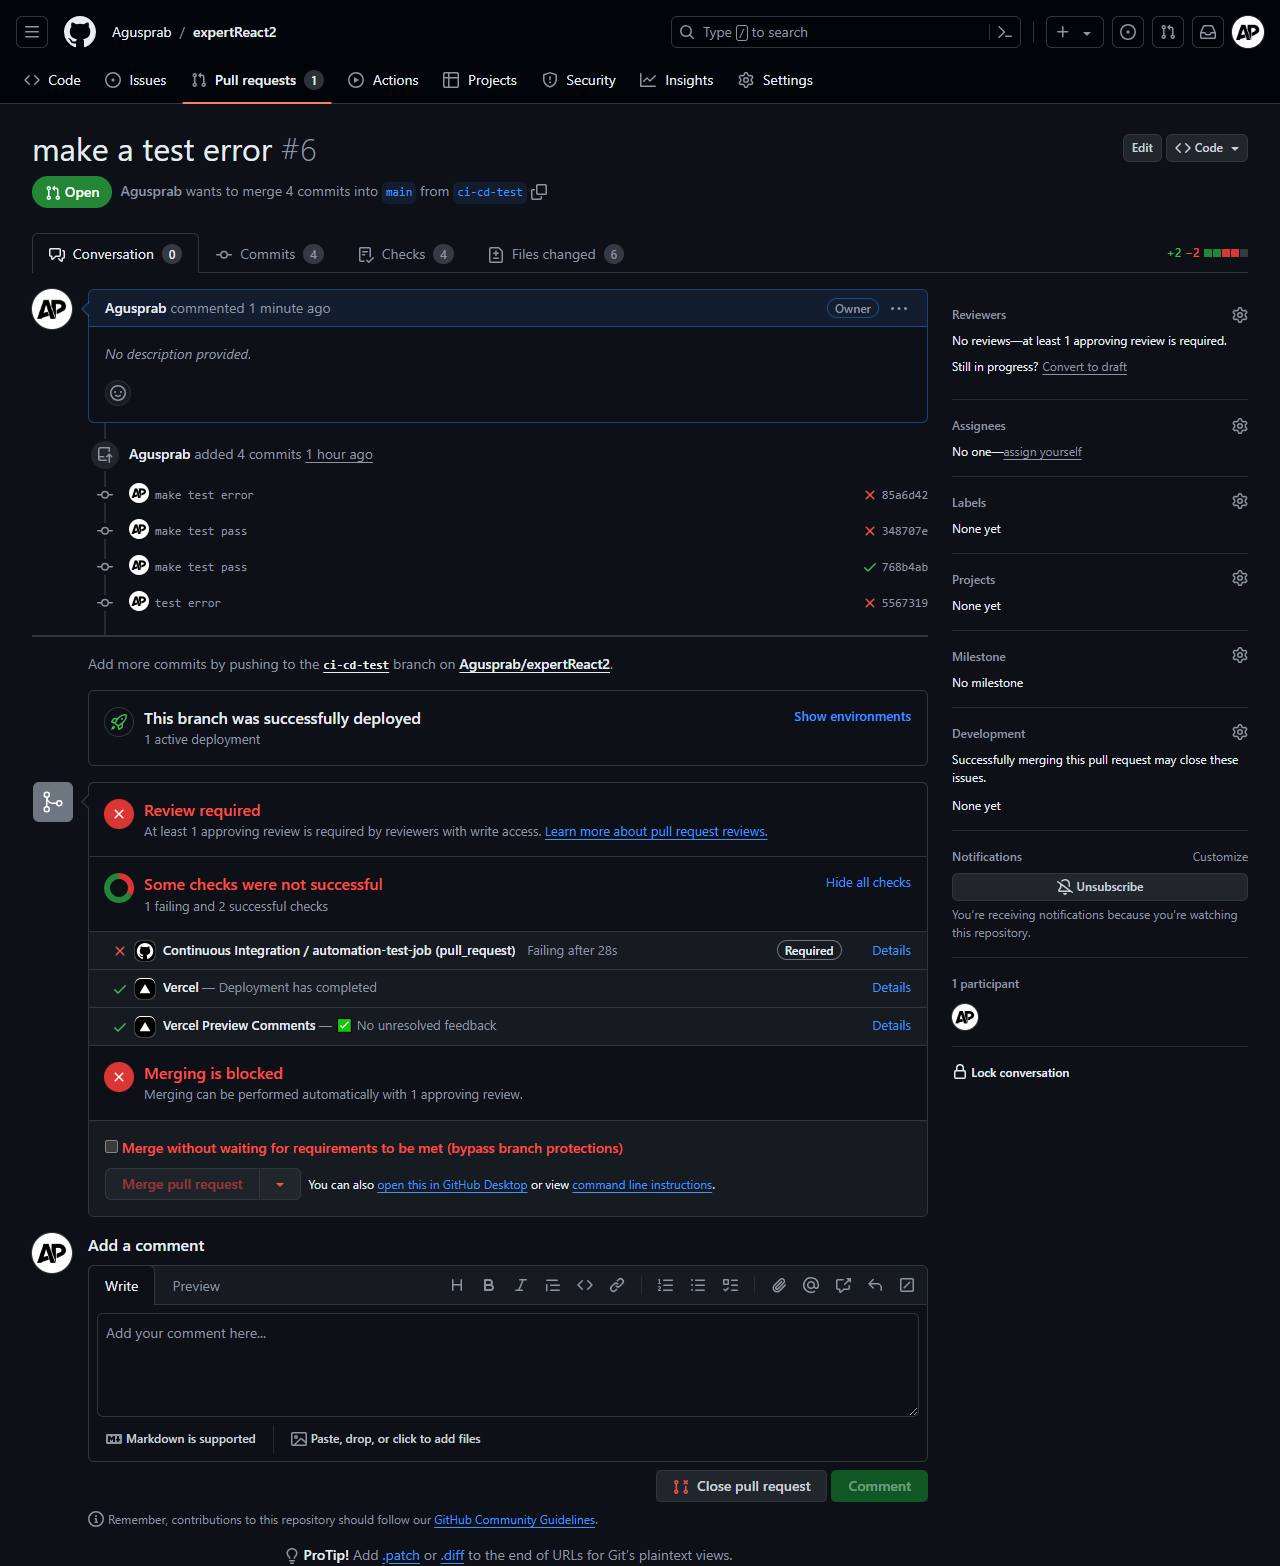 Agusprab / expertReact2
Type / to search
AP
Code
Issues
Pull requests 1
Actions
Projects
Security
Insights
Settings
make a test error #6
Edit
Code
Open
Agusprab wants to merge 4 commits into main from ci-cd-test
Conversation 0
Commits 4
Checks 4
Files changed 6
+2 −2
AP
Agusprab commented 1 minute ago
Owner
No description provided.
Agusprab added 4 commits 1 hour ago
AP make test error 85a6d42
AP make test pass 348707e
AP make test pass 768b4ab
AP test error 5567319
Add more commits by pushing to the ci-cd-test branch on Agusprab/expertReact2.
This branch was successfully deployed
Show environments
1 active deployment
Review required
At least 1 approving review is required by reviewers with write access. Learn more about pull request reviews.
Some checks were not successful
Hide all checks
1 failing and 2 successful checks
Continuous Integration / automation-test-job (pull_request) Failing after 28s Required Details
Vercel — Deployment has completed Details
Vercel Preview Comments — ✅ No unresolved feedback Details
Merging is blocked
Merging can be performed automatically with 1 approving review.
Merge without waiting for requirements to be met (bypass branch protections)
Merge pull request
You can also open this in GitHub Desktop or view command line instructions.
AP
Add a comment
Write
Preview
Add your comment here...
Markdown is supported
Paste, drop, or click to add files
Close pull request
Comment
Remember, contributions to this repository should follow our GitHub Community Guidelines.
ProTip! Add .patch or .diff to the end of URLs for Git’s plaintext views.
Reviewers
No reviews—at least 1 approving review is required.
Still in progress? Convert to draft
Assignees
No one—assign yourself
Labels
None yet
Projects
None yet
Milestone
No milestone
Development
Successfully merging this pull request may close these
issues.
None yet
Notifications
Customize
Unsubscribe
You’re receiving notifications because you’re watching
this repository.
1 participant
AP
Lock conversation